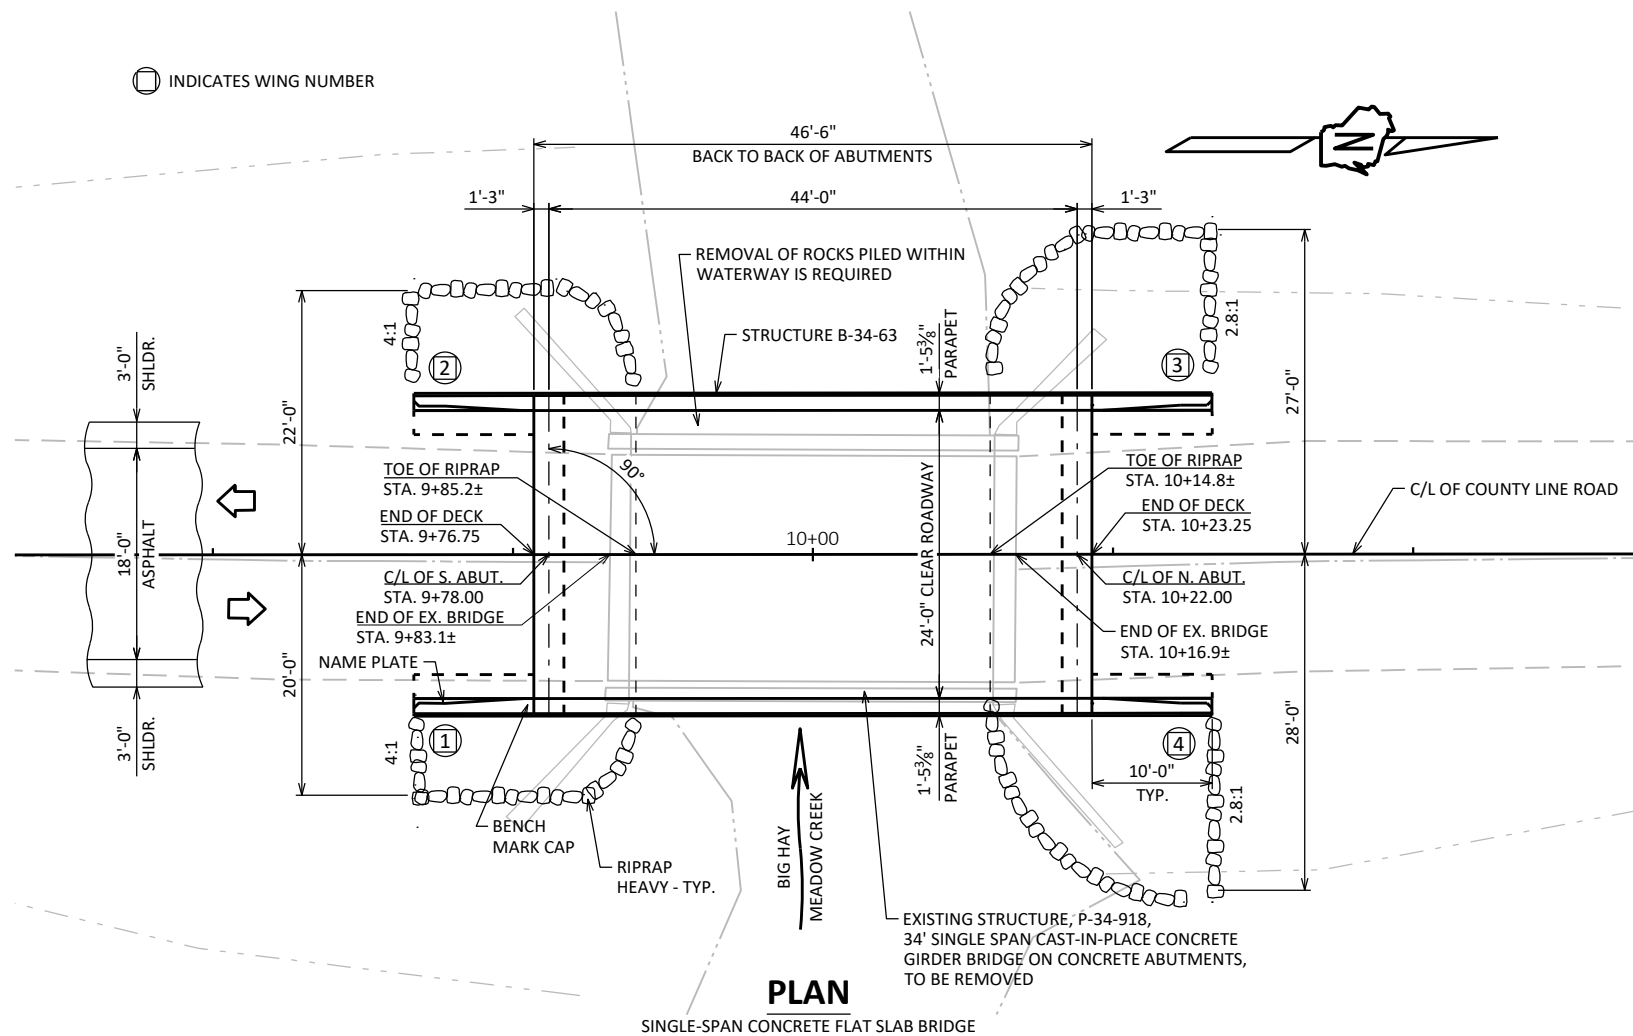 INDICATES WING NUMBER
46'-6"
BACK TO BACK OF ABUTMENTS
N
1'-3"
44'-0"
1'-3"
REMOVAL OF ROCKS PILED WITHIN
WATERWAY IS REQUIRED
STRUCTURE B-34-63
4:1
2
1'-5⅜"
PARAPET
3
2.8:1
3'-0"
SHLDR.
22'-0"
27'-0"
90°
TOE OF RIPRAP
STA. 9+85.2±
END OF DECK
STA. 9+76.75
TOE OF RIPRAP
STA. 10+14.8±
END OF DECK
STA. 10+23.25
C/L OF COUNTY LINE ROAD
10+00
18'-0"
ASPHALT
24'-0" CLEAR ROADWAY
C/L OF S. ABUT.
STA. 9+78.00
END OF EX. BRIDGE
STA. 9+83.1±
C/L OF N. ABUT.
STA. 10+22.00
END OF EX. BRIDGE
STA. 10+16.9±
NAME PLATE
20'-0"
28'-0"
3'-0"
SHLDR.
4:1
1
1'-5⅜"
PARAPET
4
10'-0"
TYP.
2.8:1
BENCH
MARK CAP
RIPRAP
HEAVY - TYP.
BIG HAY
MEADOW CREEK
EXISTING STRUCTURE, P-34-918,
34' SINGLE SPAN CAST-IN-PLACE CONCRETE
GIRDER BRIDGE ON CONCRETE ABUTMENTS,
TO BE REMOVED
PLAN
SINGLE-SPAN CONCRETE FLAT SLAB BRIDGE